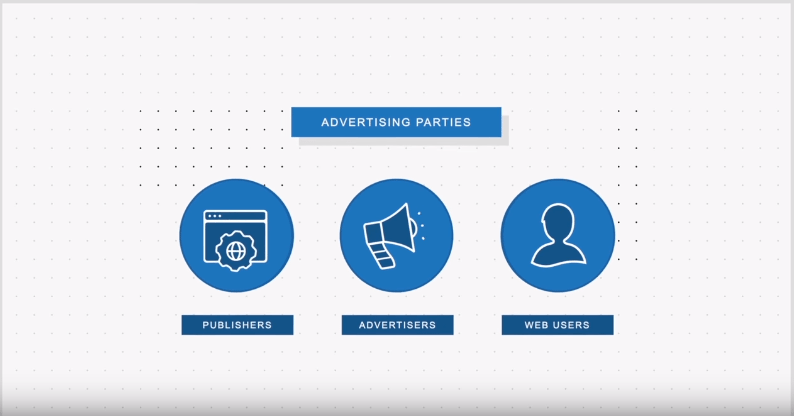 ADVERTISING PARTIES
PUBLISHERS
ADVERTISERS
WEB USERS